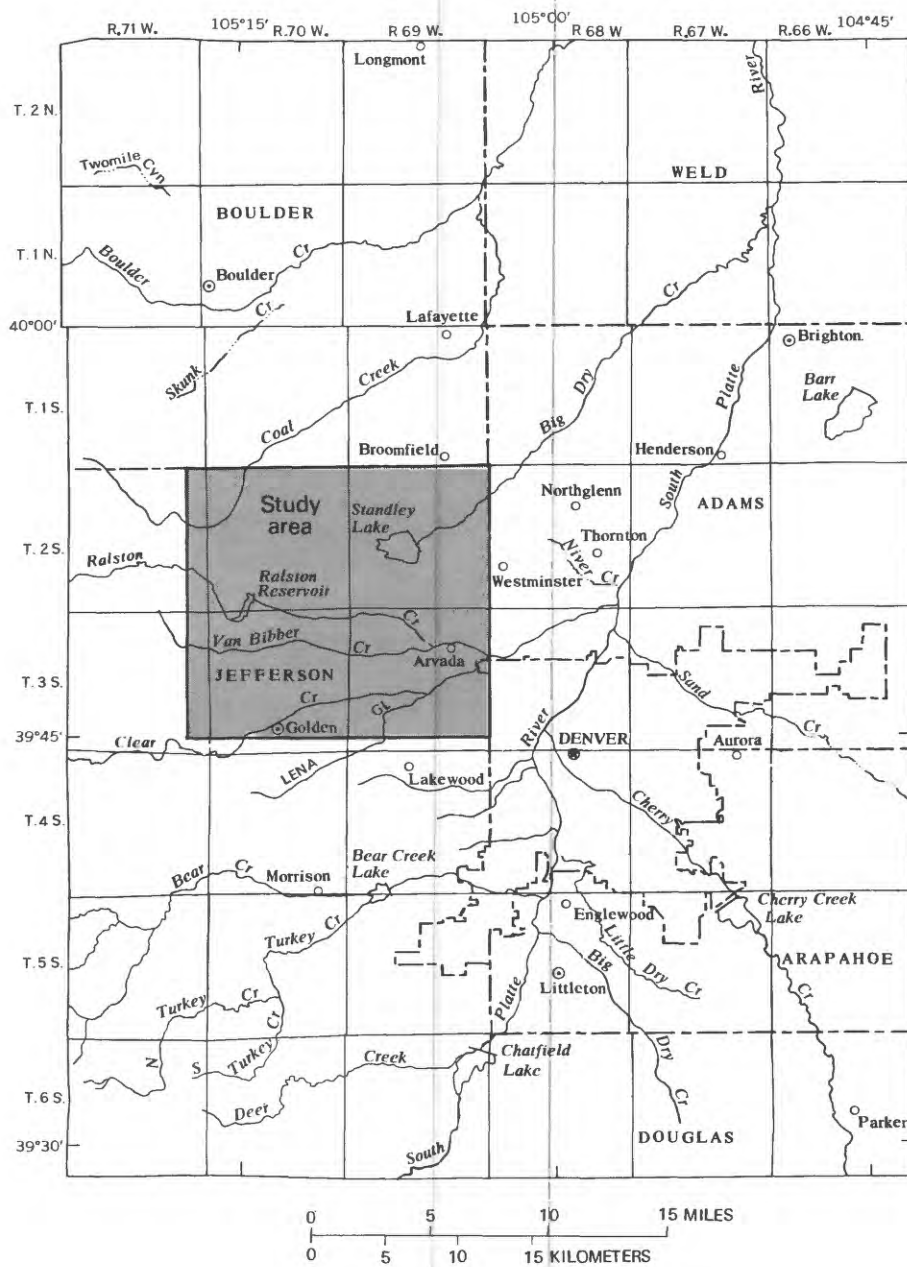 R.71 W.
105°15'
R.70 W.
R 69 W.
105°00'
R 68 W
R.67 W.
R.66 W.
104°45'
Longmont
River
T. 2 N.
Twomile Cyn
WELD
BOULDER
T. 1 N.
Boulder
Cr
Boulder
Cr
40°00'
Lafayette
Brighton.
Skunk
Cr
Creek
Dry
Platte
Barr
Lake
T. 1 S.
Coal
Big
Broomfield
Henderson
South
Study
area
Standley
Lake
Northglenn
ADAMS
T. 2 S.
Thornton
Niver
Cr
Ralston
Ralston
Reservoir
Westminster
Cr
Van Bibber
Cr
Arvada
JEFFERSON
T. 3 S.
Sand
Cr
Cr
GL
39°45'
Golden
River
DENVER
Clear
Aurora
LENA
Lakewood
Cherry
T.4 S.
Bear Creek
Lake
Bear
Cr
Morrison
Cherry Creek
Lake
Englewood
Turkey
Cr
Little
Dry
Cr
ARAPAHOE
T.5 S.
Big
Littleton
Turkey
Cr
Cr
Platte
Cr
N
S
Turkey
Creek
Chatfield
Lake
Dry
T.6 S.
Deer
Cr
Parker
39°30'
South
DOUGLAS
0 5 10 15 MILES
0 5 10 15 KILOMETERS